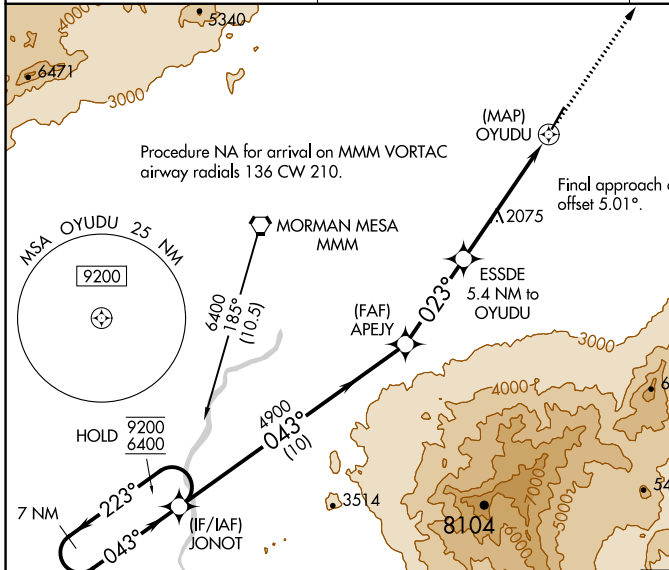 4000
5340
6471
3000
(MAP)
OYUDU
Procedure NA for arrival on MMM VORTAC
airway radials 136 CW 210.
Final approach
offset 5.01°.
2075
MSA OYUDU 25 NM
9200
MORMAN MESA
MMM
ESSDE
5.4 NM to
OYUDU
023°
(FAF)
APEJY
6400
185°
(10.5)
3000
4000
4900
043°
(10)
HOLD
9200
6400
223°
7 NM
043°
(IF/IAF)
JONOT
3514
8104
7000
6000
5000
4000